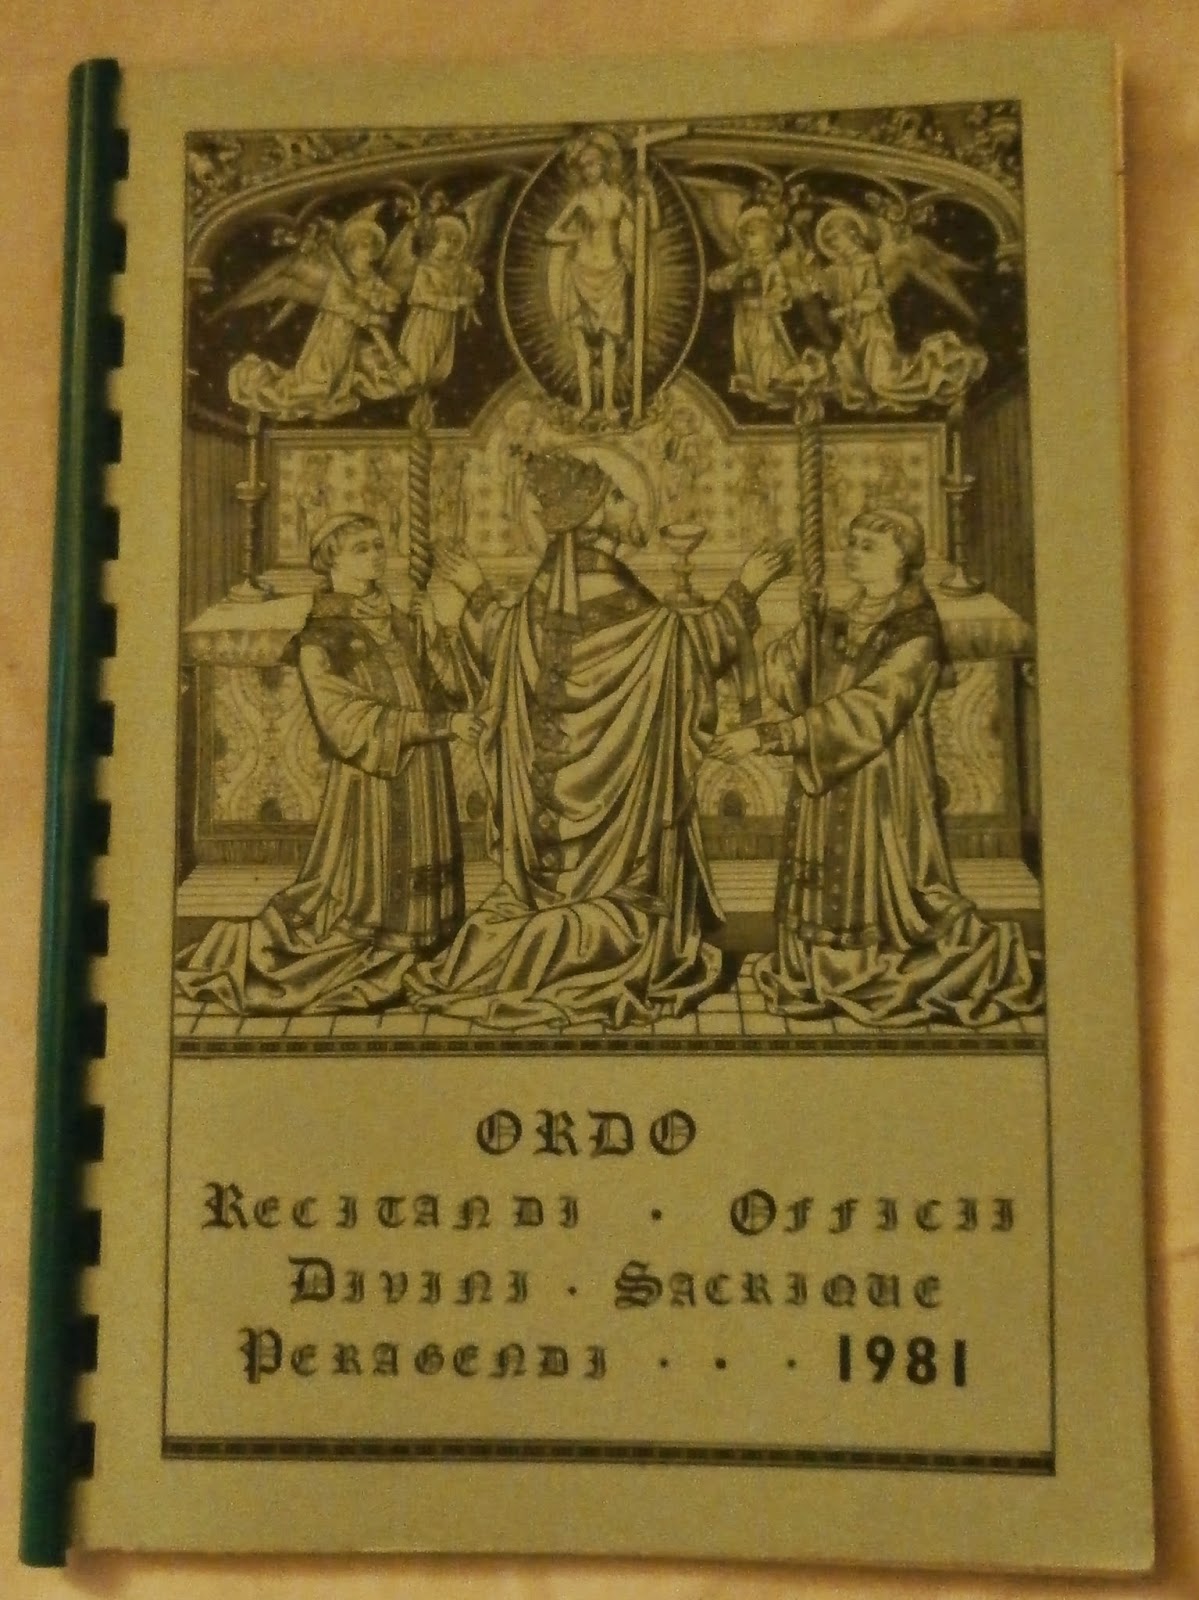 ORDO
RECITANDI · OFFICII
DIVINI · SACRIQUE
PERAGENDI · · · 1981